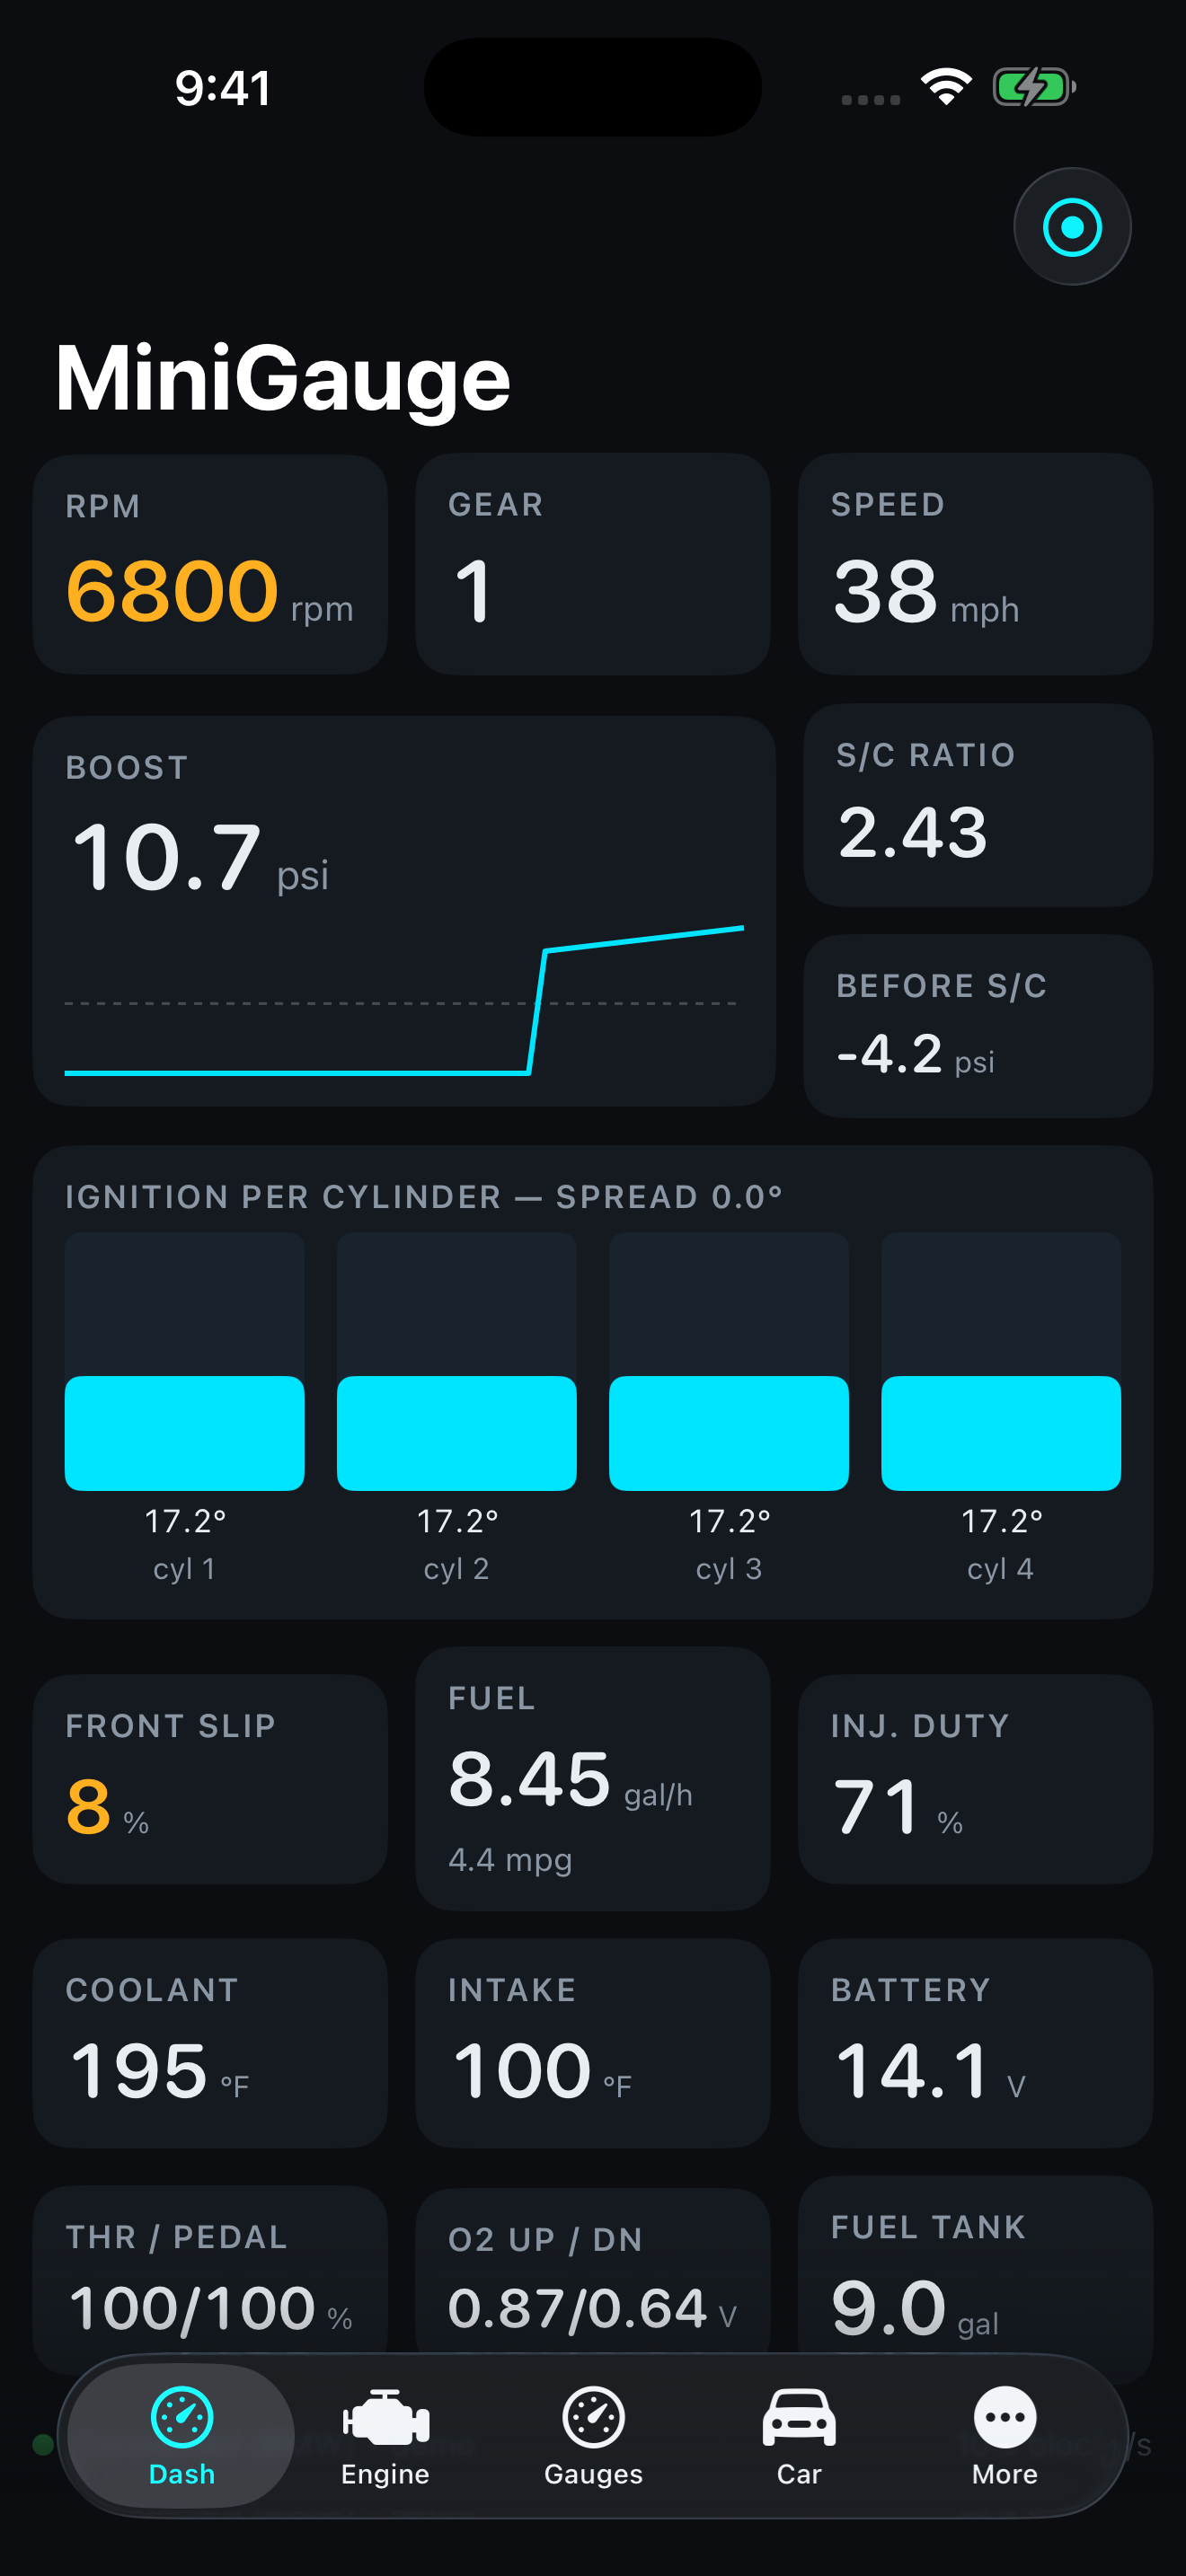 9:41
MiniGauge
RPM
6800 rpm
GEAR
1
SPEED
38 mph
BOOST
10.7 psi
S/C RATIO
2.43
BEFORE S/C
-4.2 psi
IGNITION PER CYLINDER — SPREAD 0.0°
17.2° 17.2° 17.2° 17.2°
cyl 1 cyl 2 cyl 3 cyl 4
FRONT SLIP
8 %
FUEL
8.45 gal/h
4.4 mpg
INJ. DUTY
71 %
COOLANT
195 °F
INTAKE
100 °F
BATTERY
14.1 V
THR / PEDAL
100/100 %
O2 UP / DN
0.87/0.64 V
FUEL TANK
9.0 gal
Dash Engine Gauges Car More